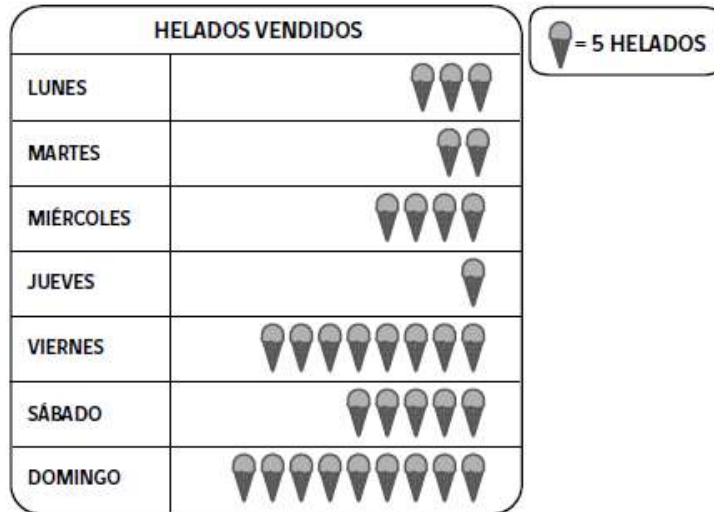 HELADOS VENDIDOS
= 5 HELADOS
LUNES
MARTES
MIÉRCOLES
JUEVES
VIERNES
SÁBADO
DOMINGO